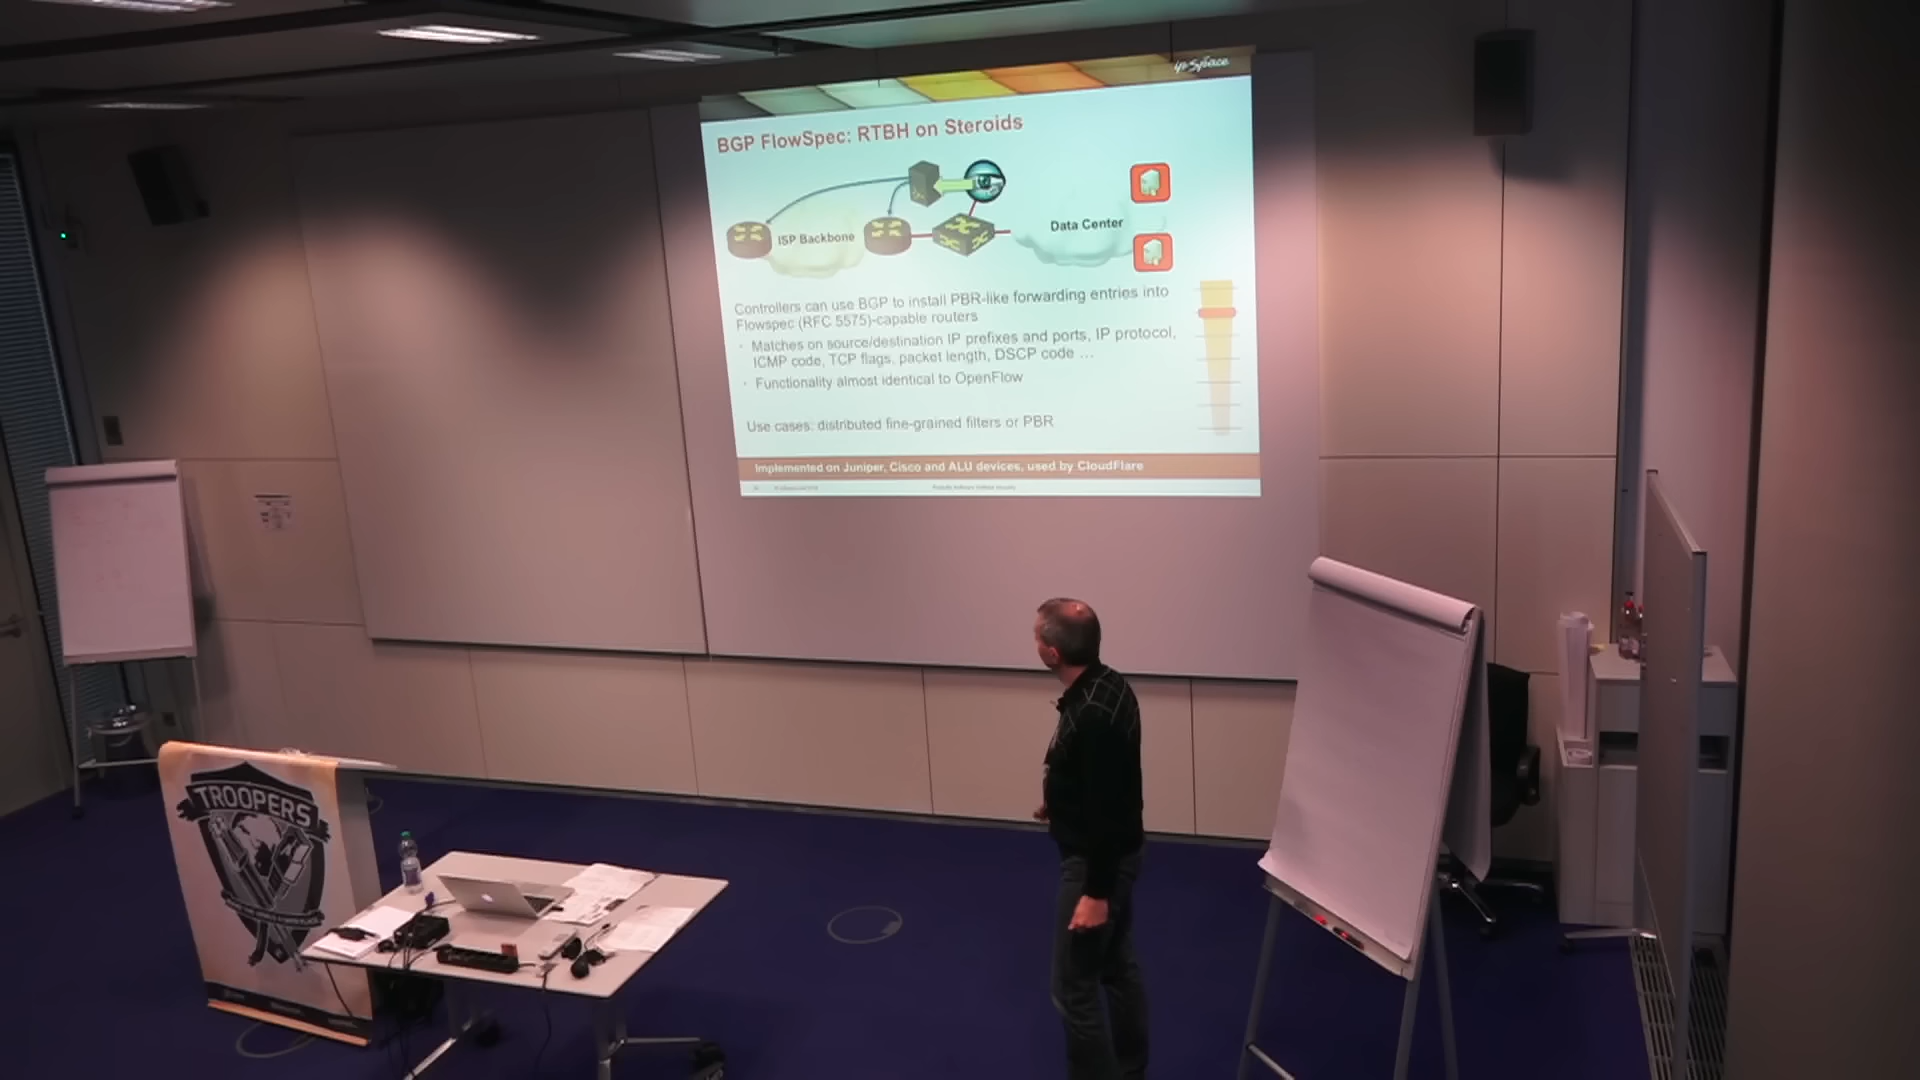 ipSpace
BGP FlowSpec: RTBH on Steroids
ISP Backbone
Data Center
Controllers can use BGP to install PBR-like forwarding entries into
Flowspec (RFC 5575)-capable routers
· Matches on source/destination IP prefixes and ports, IP protocol,
ICMP code, TCP flags, packet length, DSCP code ...
· Functionality almost identical to OpenFlow
Use cases: distributed fine-grained filters or PBR
Implemented on Juniper, Cisco and ALU devices, used by CloudFlare
TROOPERS